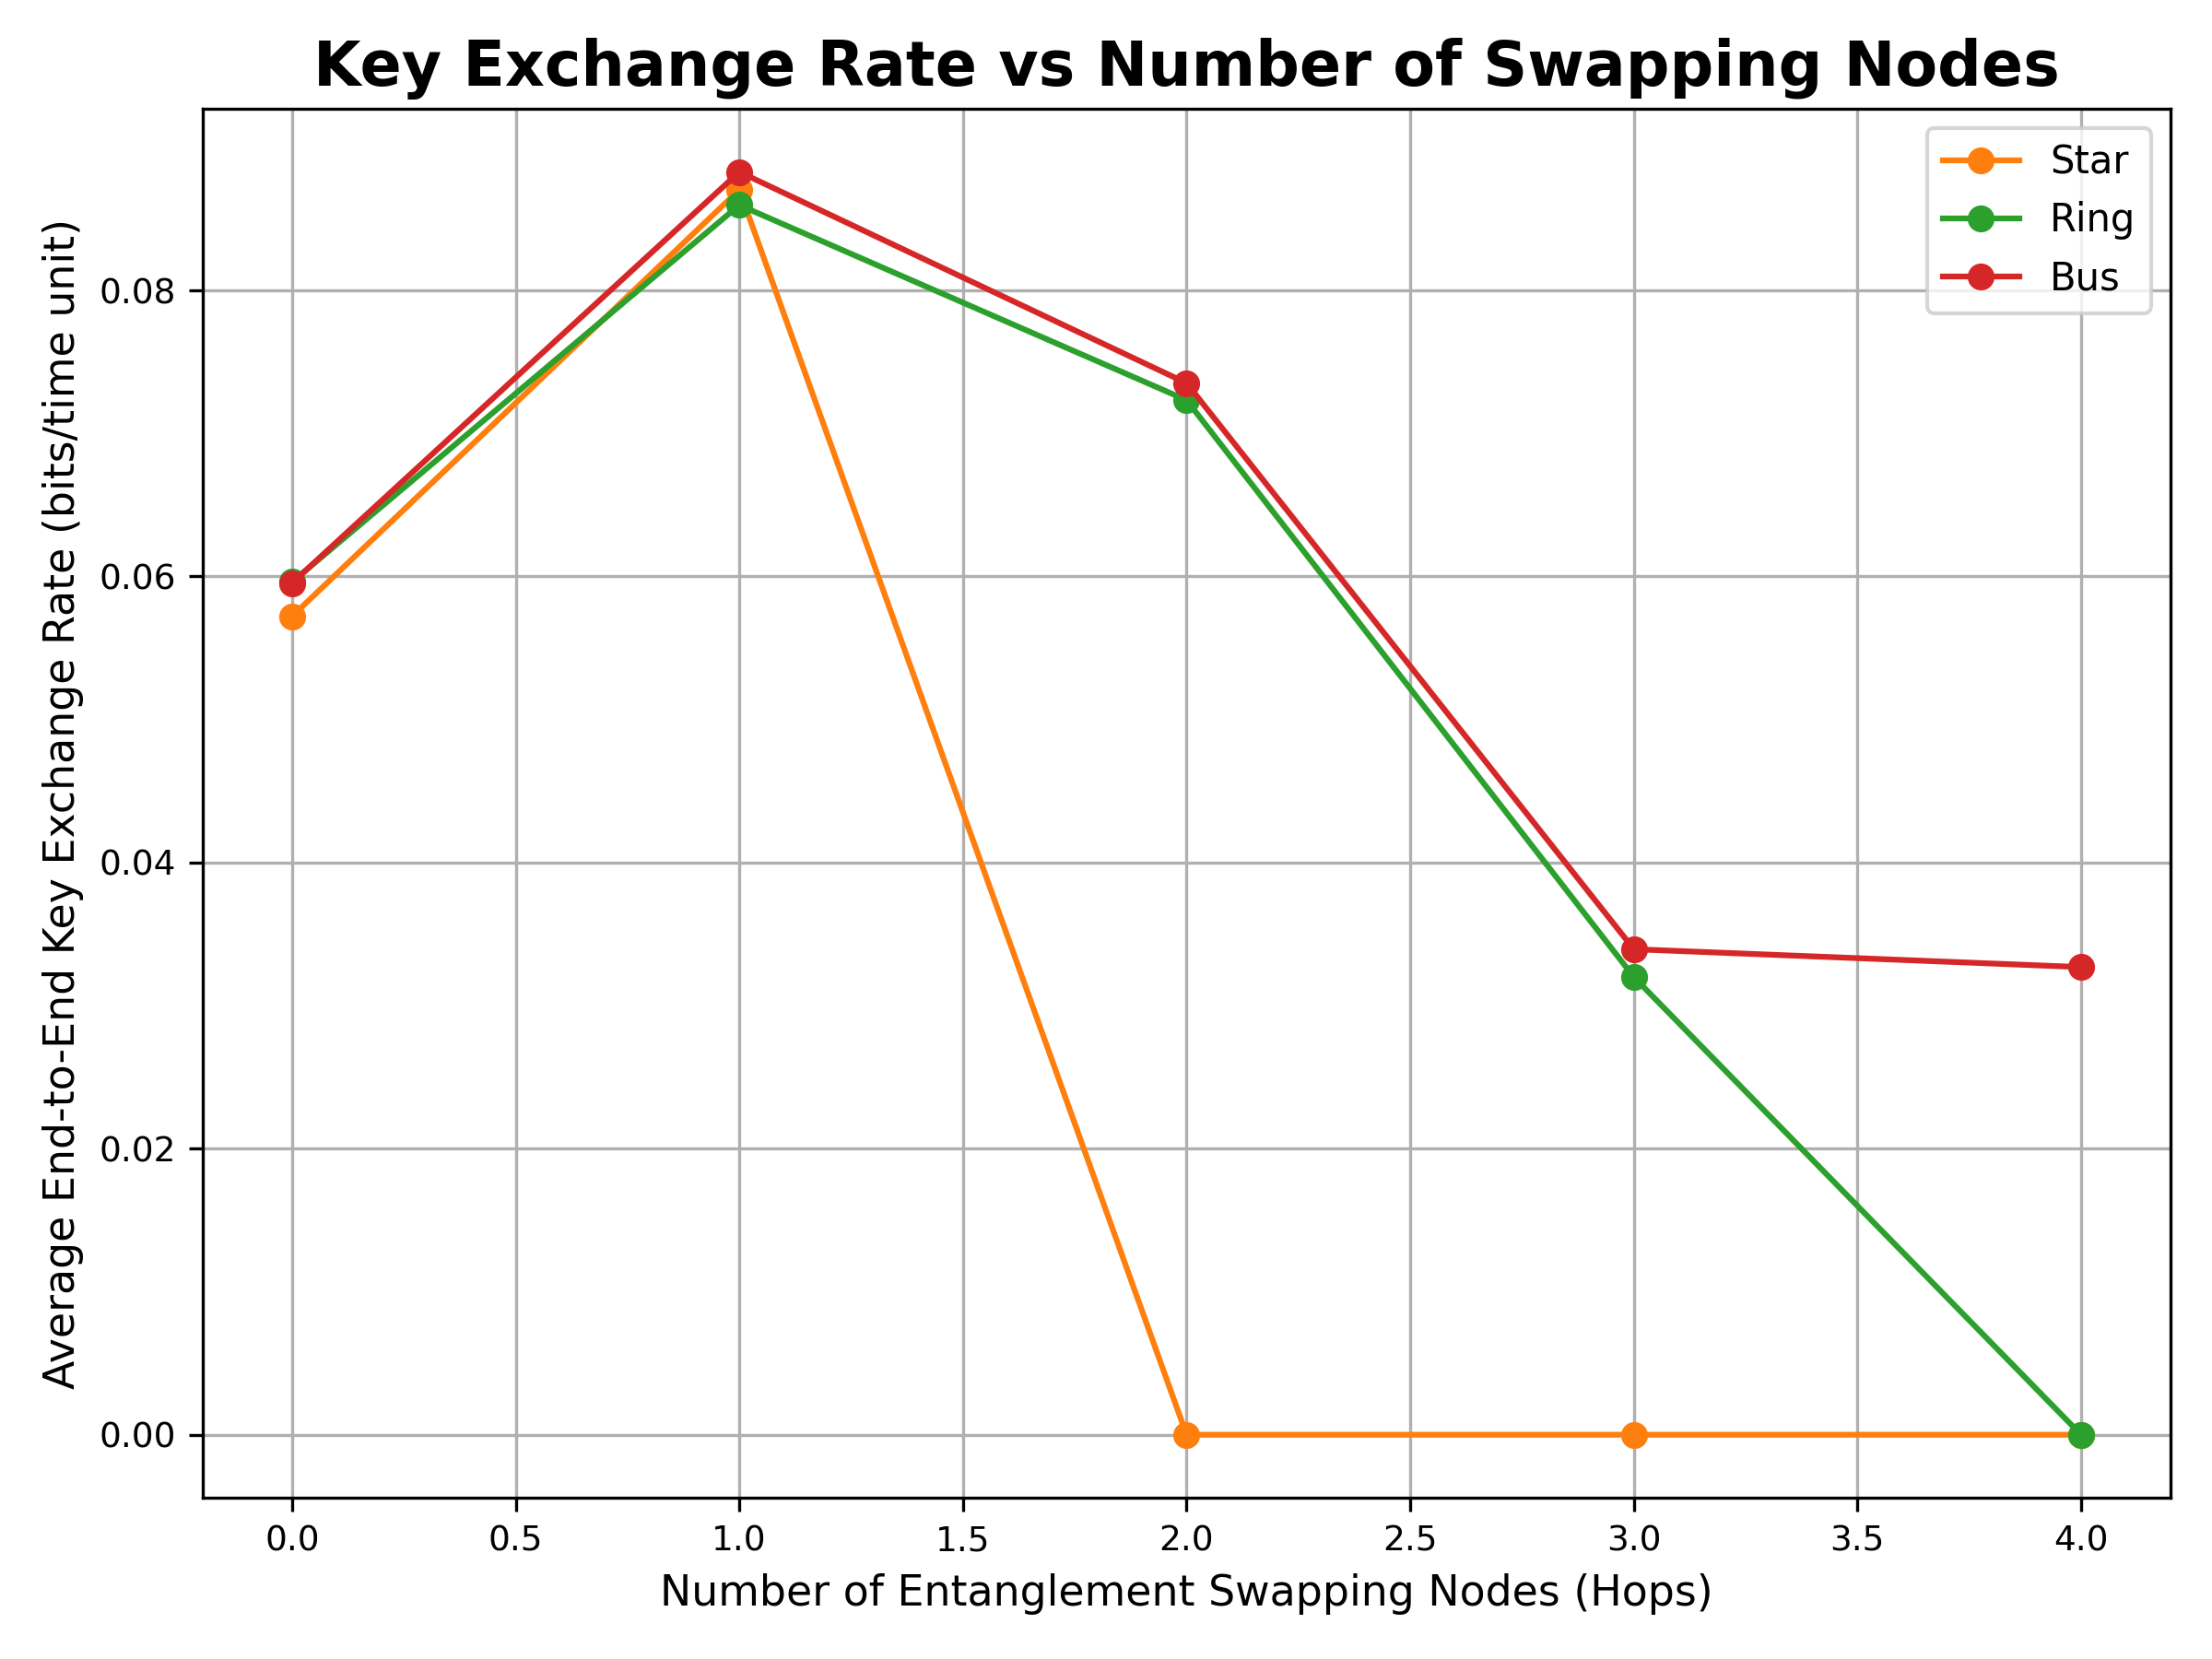 Key Exchange Rate vs Number of Swapping Nodes
Star
Ring
Bus
Average End-to-End Key Exchange Rate (bits/time unit)
0.08
0.06
0.04
0.02
0.00
0.0 0.5 1.0 1.5 2.0 2.5 3.0 3.5 4.0
Number of Entanglement Swapping Nodes (Hops)